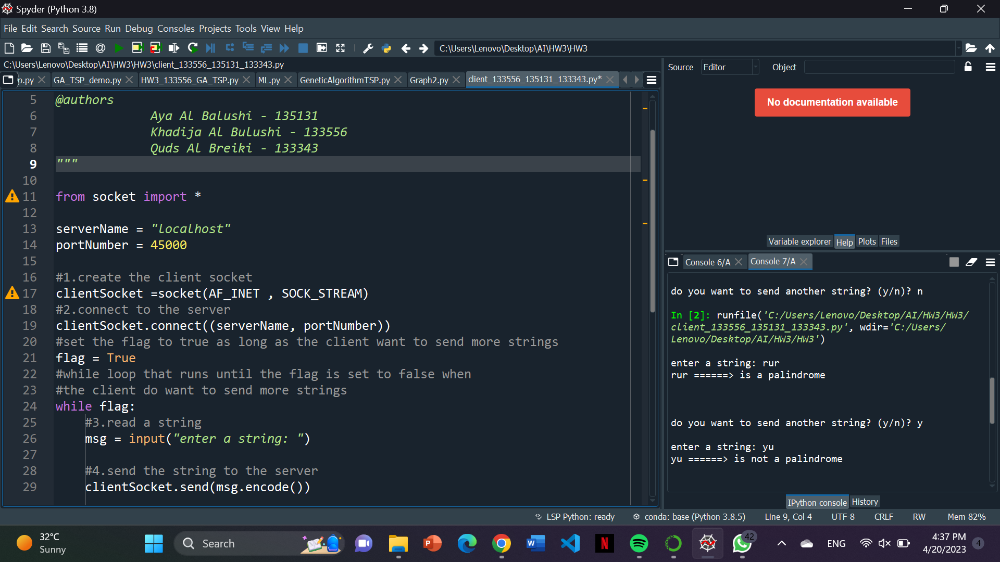 Spyder (Python 3.8)
File Edit Search Source Run Debug Consoles Projects Tools View Help
C:\Users\Lenovo\Desktop\AI\HW3\HW3
C:\Users\Lenovo\Desktop\AI\HW3\HW3\client_133556_135131_133343.py
p.py GA_TSP_demo.py HW3_133556_GA_TSP.py ML.py GeneticAlgorithmTSP.py Graph2.py client_133556_135131_133343.py*
5 @authors
6 Aya Al Balushi - 135131
7 Khadija Al Bulushi - 133556
8 Quds Al Breiki - 133343
9 """
10
11 from socket import *
12
13 serverName = "localhost"
14 portNumber = 45000
15
16 #1.create the client socket
17 clientSocket =socket(AF_INET , SOCK_STREAM)
18 #2.connect to the server
19 clientSocket.connect((serverName, portNumber))
20 #set the flag to true as long as the client want to send more strings
21 flag = True
22 #while loop that runs until the flag is set to false when
23 #the client do want to send more strings
24 while flag:
25 #3.read a string
26 msg = input("enter a string: ")
27
28 #4.send the string to the server
29 clientSocket.send(msg.encode())
Source Editor Object
No documentation available
Variable explorer Help Plots Files
Console 6/A Console 7/A
do you want to send another string? (y/n)? n
In [2]: runfile('C:/Users/Lenovo/Desktop/AI/HW3/HW3/
client_133556_135131_133343.py', wdir='C:/Users/
Lenovo/Desktop/AI/HW3/HW3')
enter a string: rur
rur ======> is a palindrome
do you want to send another string? (y/n)? y
enter a string: yu
yu ======> is not a palindrome
IPython console History
LSP Python: ready conda: base (Python 3.8.5) Line 9, Col 4 UTF-8 CRLF RW Mem 82%
32°C
Sunny
Search
42
ENG
4:37 PM
4/20/2023
4